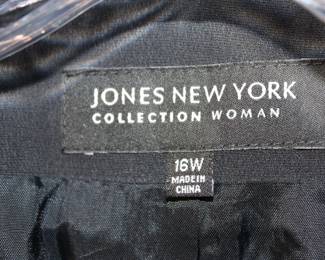 JONES NEW YORK
COLLECTION WOMAN
16W
MADE IN
CHINA